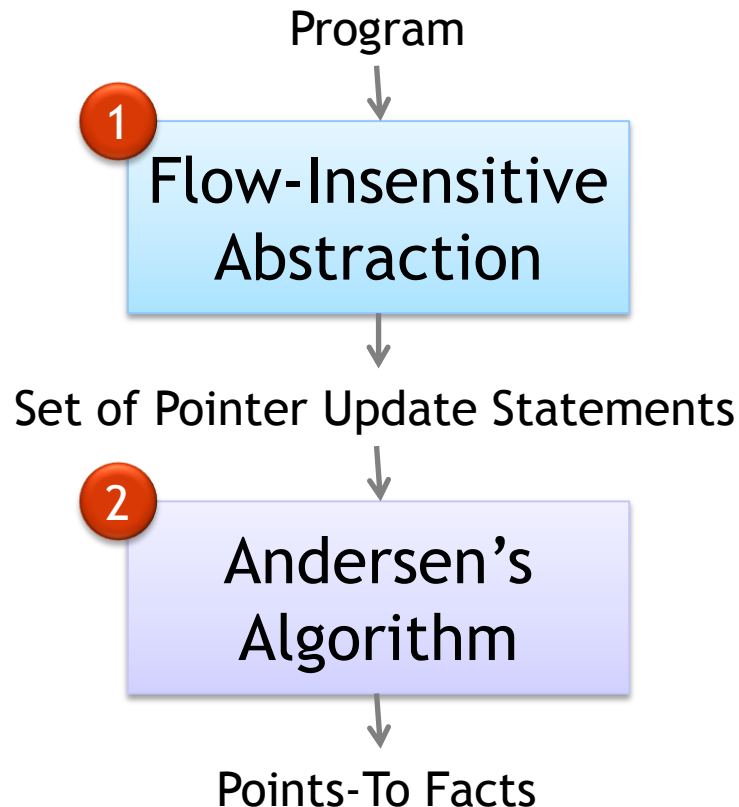 Program
1
Flow-Insensitive
Abstraction
Set of Pointer Update Statements
2
Andersen’s
Algorithm
Points-To Facts